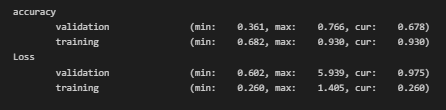 accuracy
validation (min: 0.361, max: 0.766, cur: 0.678)
training (min: 0.682, max: 0.930, cur: 0.930)
Loss
validation (min: 0.602, max: 5.939, cur: 0.975)
training (min: 0.260, max: 1.405, cur: 0.260)